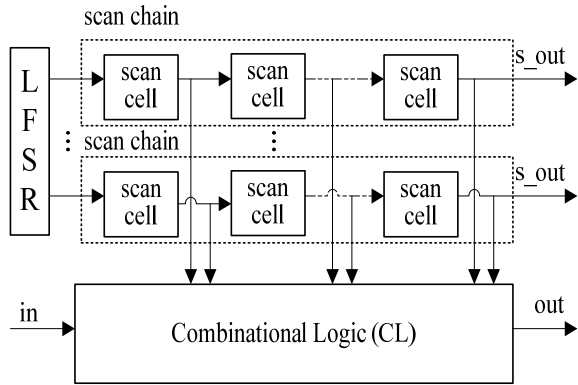 scan chain
L
F
S
R
scan
cell
scan
cell
scan
cell
s_out
scan chain
scan
cell
scan
cell
scan
cell
s_out
in
Combinational Logic (CL)
out